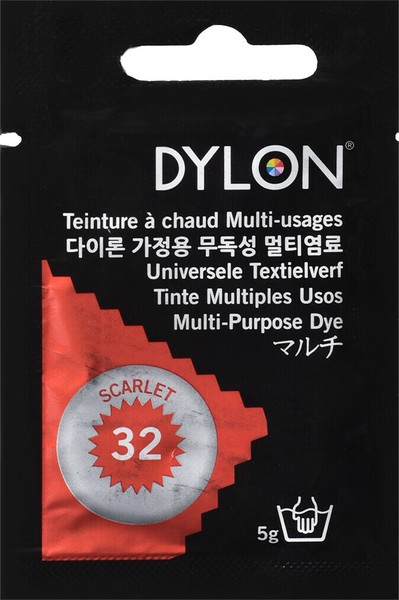 DYLON®
Teinture à chaud Multi-usages
다이론 가정용 무독성 멀티염료
Universele Textielverf
Tinte Multiples Usos
Multi-Purpose Dye
マルチ
SCARLET
32
5g